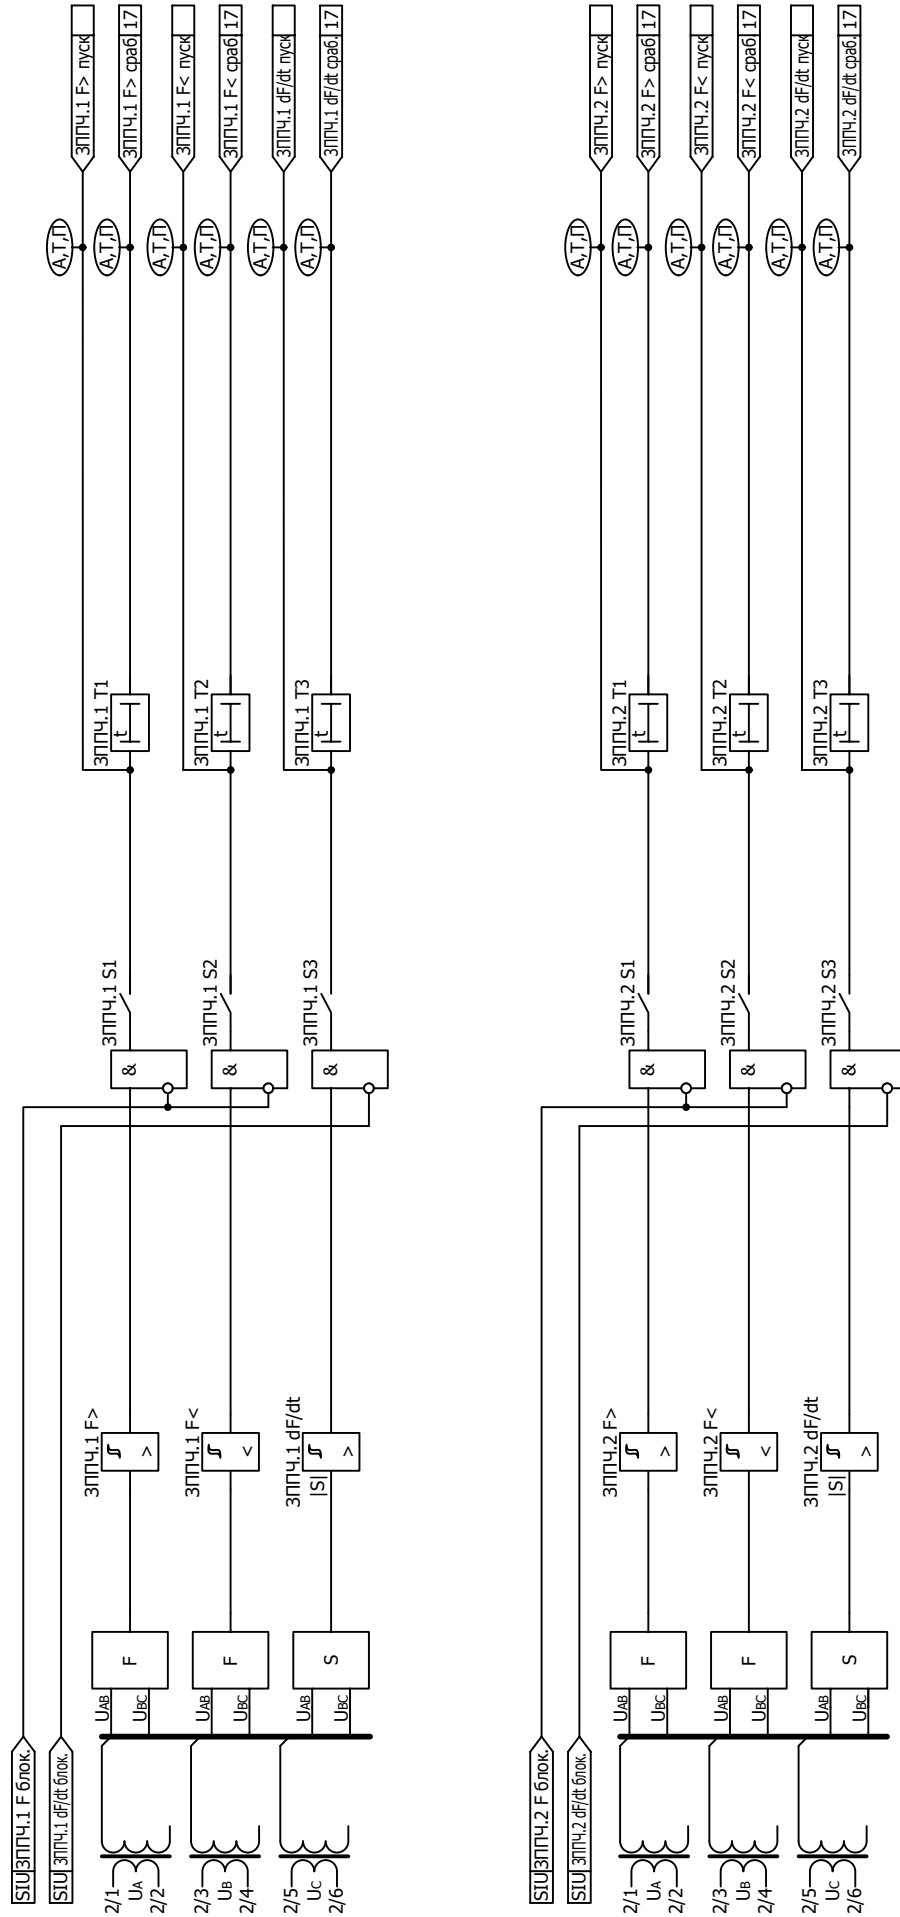 SIU ЗППЧ.1 F блок.
SIU ЗППЧ.1 dF/dt блок.
А,Т,П
ЗППЧ.1 F> пуск
ЗППЧ.1 F>
ЗППЧ.1 T1
UAB
А,Т,П
ЗППЧ.1 S1
2/1
UA
2/2
F
>
&
t
ЗППЧ.1 F> сраб. 17
UBC
А,Т,П
ЗППЧ.1 F< пуск
ЗППЧ.1 F<
ЗППЧ.1 T2
UAB
А,Т,П
ЗППЧ.1 S2
2/3
UB
2/4
F
<
&
t
ЗППЧ.1 F< сраб. 17
UBC
А,Т,П
ЗППЧ.1 dF/dt пуск
ЗППЧ.1 dF/dt
ЗППЧ.1 T3
UAB
|S|
А,Т,П
ЗППЧ.1 S3
2/5
UC
2/6
S
>
&
t
ЗППЧ.1 dF/dt сраб. 17
UBC
SIU ЗППЧ.2 F блок.
SIU ЗППЧ.2 dF/dt блок.
А,Т,П
ЗППЧ.2 F> пуск
ЗППЧ.2 F>
ЗППЧ.2 T1
UAB
А,Т,П
ЗППЧ.2 S1
2/1
UA
2/2
F
>
&
t
ЗППЧ.2 F> сраб. 17
UBC
А,Т,П
ЗППЧ.2 F< пуск
ЗППЧ.2 F<
ЗППЧ.2 T2
UAB
А,Т,П
ЗППЧ.2 S2
2/3
UB
2/4
F
<
&
t
ЗППЧ.2 F< сраб. 17
UBC
А,Т,П
ЗППЧ.2 dF/dt пуск
ЗППЧ.2 dF/dt
ЗППЧ.2 T3
UAB
|S|
А,Т,П
ЗППЧ.2 S3
2/5
UC
2/6
S
>
&
t
ЗППЧ.2 dF/dt сраб. 17
UBC